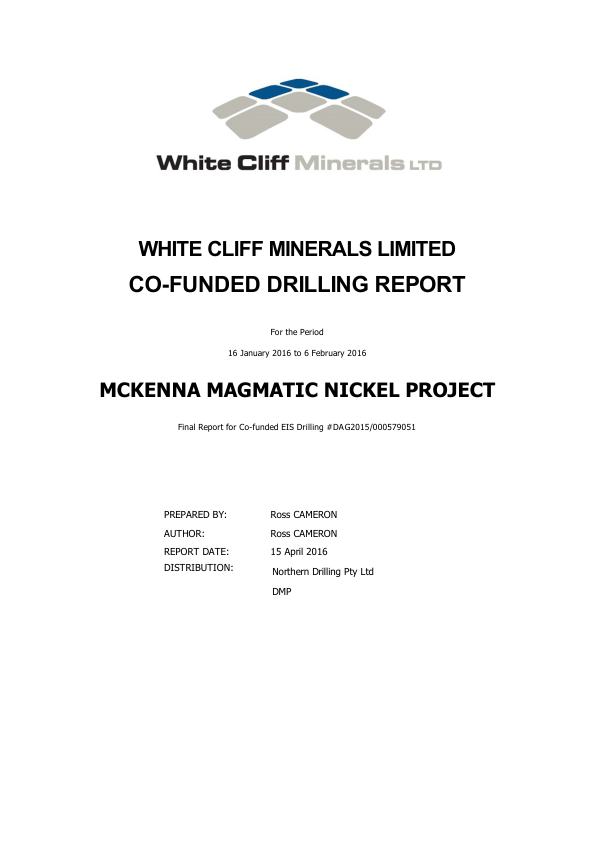 White Cliff Minerals LTD
WHITE CLIFF MINERALS LIMITED
CO-FUNDED DRILLING REPORT
For the Period
16 January 2016 to 6 February 2016
MCKENNA MAGMATIC NICKEL PROJECT
Final Report for Co-funded EIS Drilling #DAG2015/000579051
PREPARED BY: Ross CAMERON
AUTHOR: Ross CAMERON
REPORT DATE: 15 April 2016
DISTRIBUTION: Northern Drilling Pty Ltd
DMP